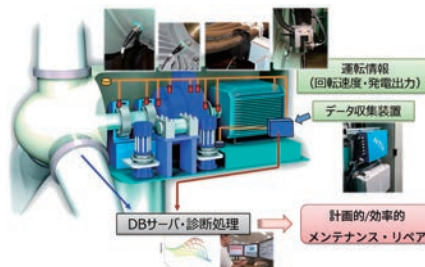 運転情報
(回転速度・発電出力)
データ収集装置
DBサーバ・診断処理
計画的/効率的
メンテナンス・リペア